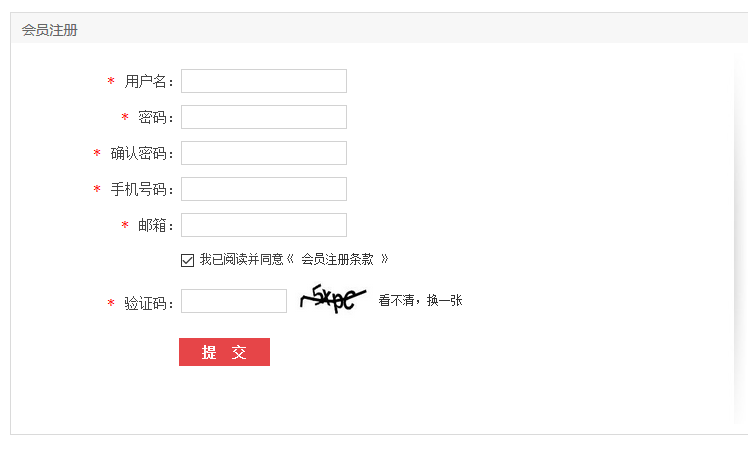 会员注册
* 用户名：
* 密码：
* 确认密码：
* 手机号码：
* 邮箱：
我已阅读并同意《 会员注册条款 》
* 验证码： 5xpe 看不清，换一张
提 交